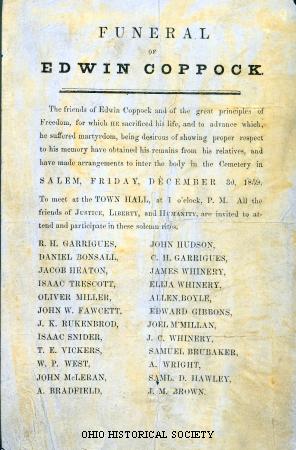 FUNERAL
OF
EDWIN COPPOCK.
The friends of Edwin Coppock and of the great principles of
Freedom, for which HE sacrificed his life, and to advance which,
he suffered martyrdom, being desirous of showing proper respect
to his memory have obtained his remains from his relatives, and
have made arrangements to inter the body in the Cemetery in
SALEM, FRIDAY, DECEMBER 30, 1859.
To meet at the TOWN HALL, at 1 o'clock, P. M. All the
friends of JUSTICE, LIBERTY, and HUMANITY, are invited to at-
tend and participate in these solemn rites.
R. H. GARRIGUES,
DANIEL BONSALL,
JACOB HEATON,
ISAAC TRESCOTT,
OLIVER MILLER,
JOHN W. FAWCETT,
J. K. RUKENBROD,
ISAAC SNIDER,
T. E. VICKERS,
W. P. WEST,
JOHN McLERAN,
A. BRADFIELD,
JOHN HUDSON,
C. H. GARRIGUES,
JAMES WHINERY,
ELIJA WHINERY,
ALLEN BOYLE,
EDWARD GIBBONS,
JOEL M'MILLAN,
J. C. WHINERY,
SAMUEL BRUBAKER,
A. WRIGHT,
SAML. D. HAWLEY,
J. M. BROWN.
OHIO HISTORICAL SOCIETY